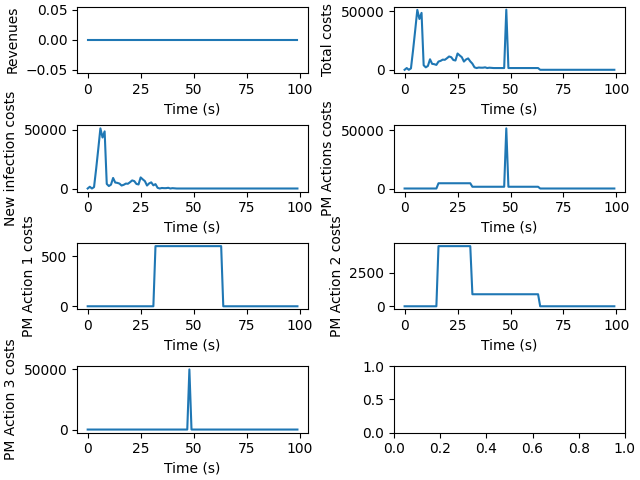 Revenues
0.05
0.00
−0.05
0 25 50 75 100
Time (s)
Total costs
50000
0
0 25 50 75 100
Time (s)
New infection costs
50000
0
0 25 50 75 100
Time (s)
PM Actions costs
50000
0
0 25 50 75 100
Time (s)
PM Action 1 costs
500
0
0 25 50 75 100
Time (s)
PM Action 2 costs
2500
0
0 25 50 75 100
Time (s)
PM Action 3 costs
50000
0
0 25 50 75 100
Time (s)
1.0
0.5
0.0
0.0 0.2 0.4 0.6 0.8 1.0